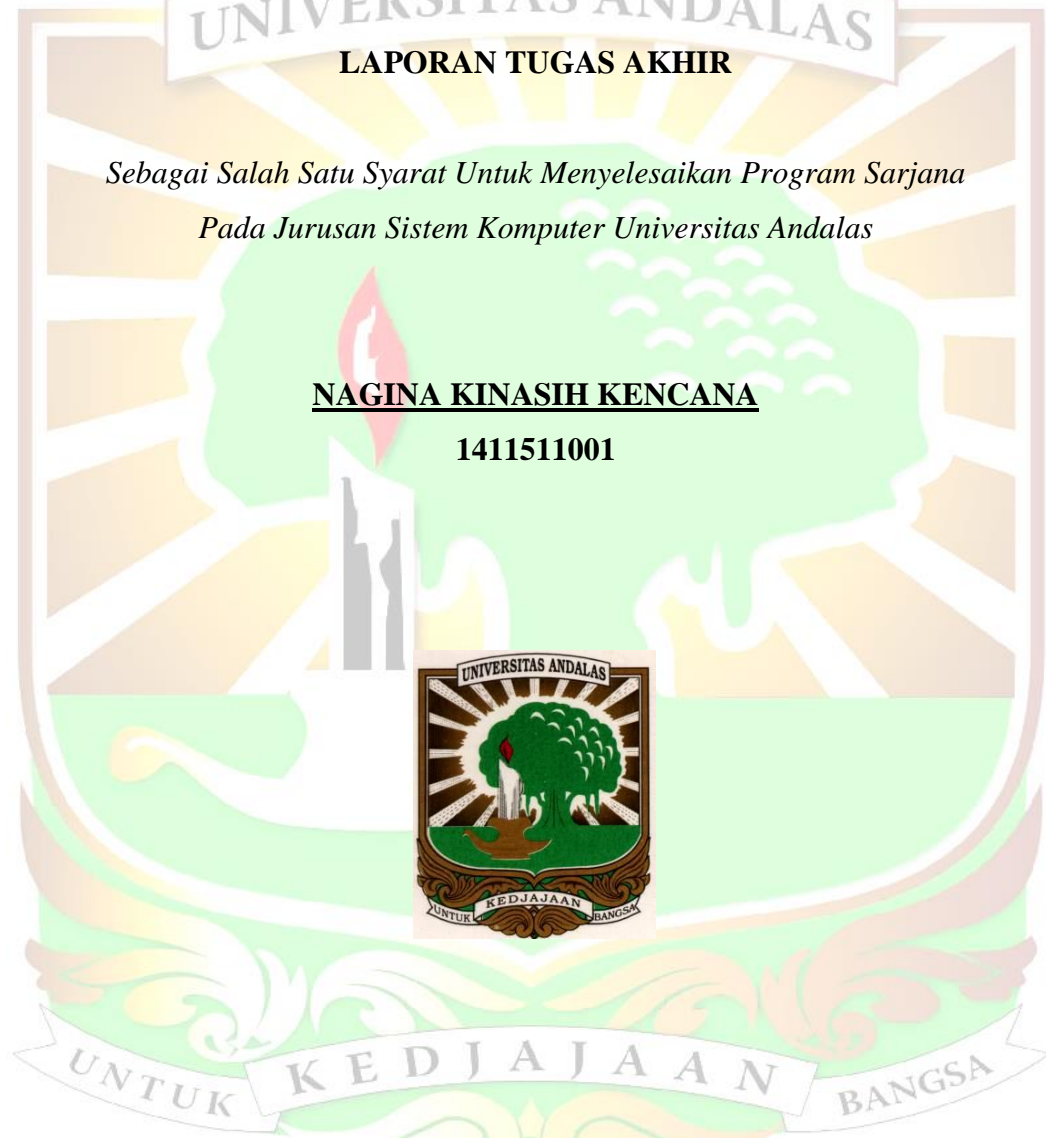 UNIVERSITAS ANDALAS
LAPORAN TUGAS AKHIR
Sebagai Salah Satu Syarat Untuk Menyelesaikan Program Sarjana
Pada Jurusan Sistem Komputer Universitas Andalas
NAGINA KINASIH KENCANA
1411511001
UNIVERSITAS ANDALAS
UNTUK KEDJAJAAN BANGSA
UNTUK KEDJAJAAN BANGSA